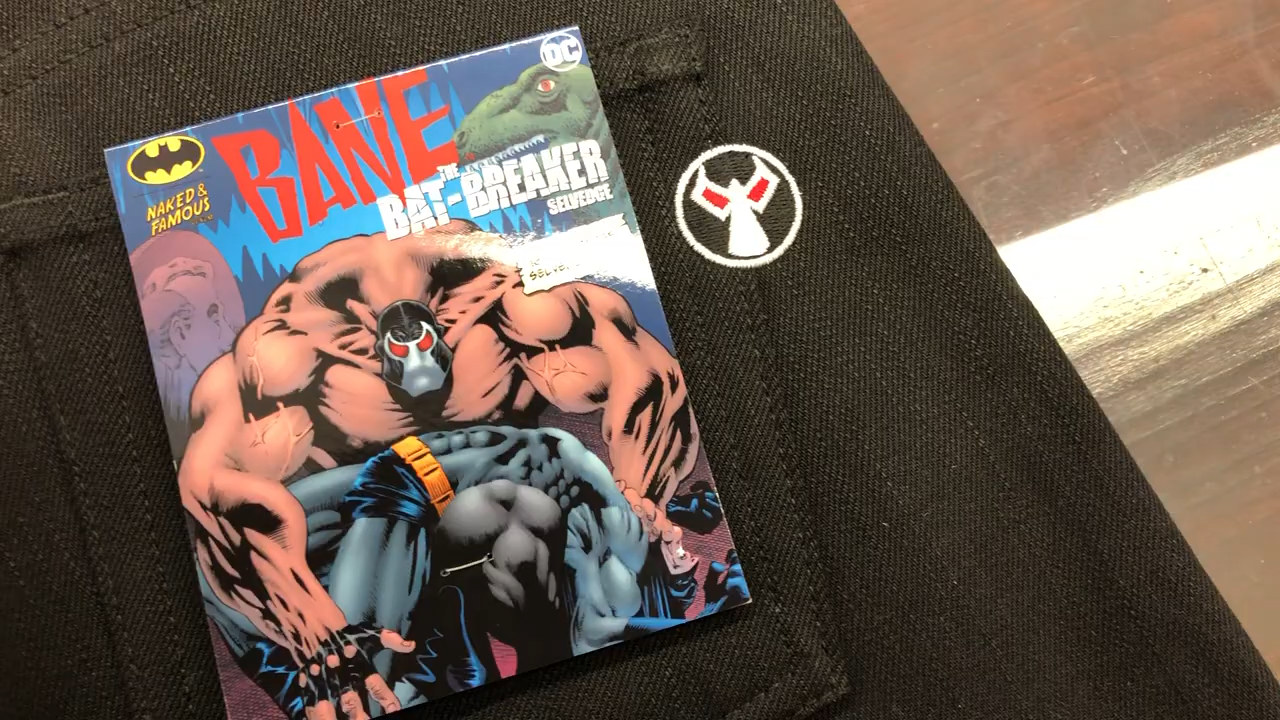 DC
BANE
NAKED &
FAMOUS
THE
BAT-BREAKER
SELVEDGE